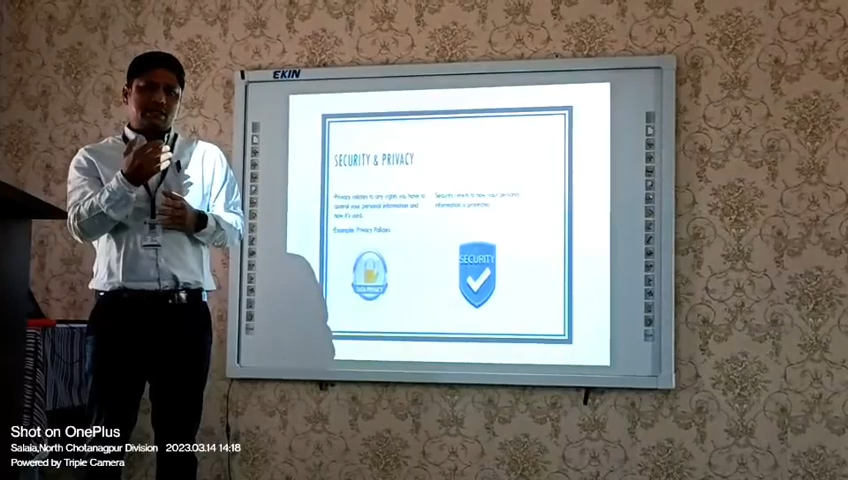 EKIN
SECURITY & PRIVACY
•Privacy relates to any rights you have to
control your personal information and
how it's used.
•Example: Privacy Policies
Security refers to how your personal
information is protected
DATA PRIVACY
SECURITY
Shot on OnePlus
Salaia,North Chotanagpur Division 2023.03.14 14:18
Powered by Triple Camera